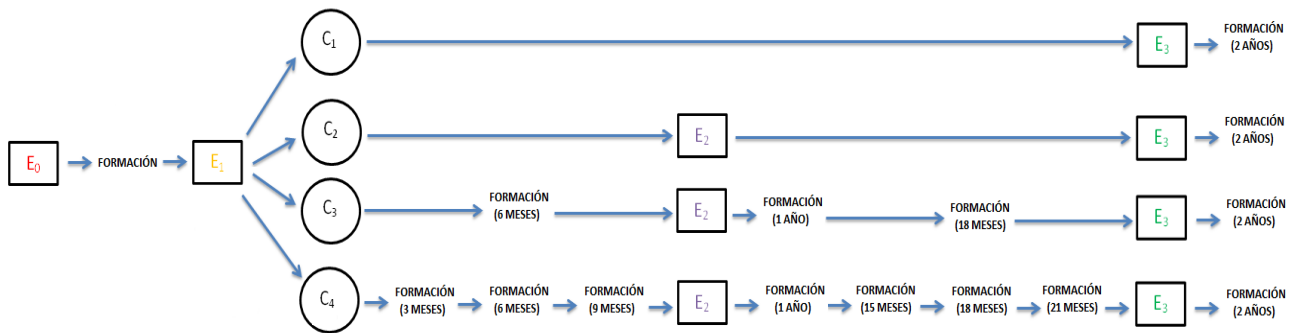 C₁
E₃
FORMACIÓN
(2 AÑOS)
E₀
FORMACIÓN
E₁
C₂
E₂
E₃
FORMACIÓN
(2 AÑOS)
C₃
FORMACIÓN
(6 MESES)
E₂
FORMACIÓN
(1 AÑO)
FORMACIÓN
(18 MESES)
E₃
FORMACIÓN
(2 AÑOS)
C₄
FORMACIÓN
(3 MESES)
FORMACIÓN
(6 MESES)
FORMACIÓN
(9 MESES)
E₂
FORMACIÓN
(1 AÑO)
FORMACIÓN
(15 MESES)
FORMACIÓN
(18 MESES)
FORMACIÓN
(21 MESES)
E₃
FORMACIÓN
(2 AÑOS)